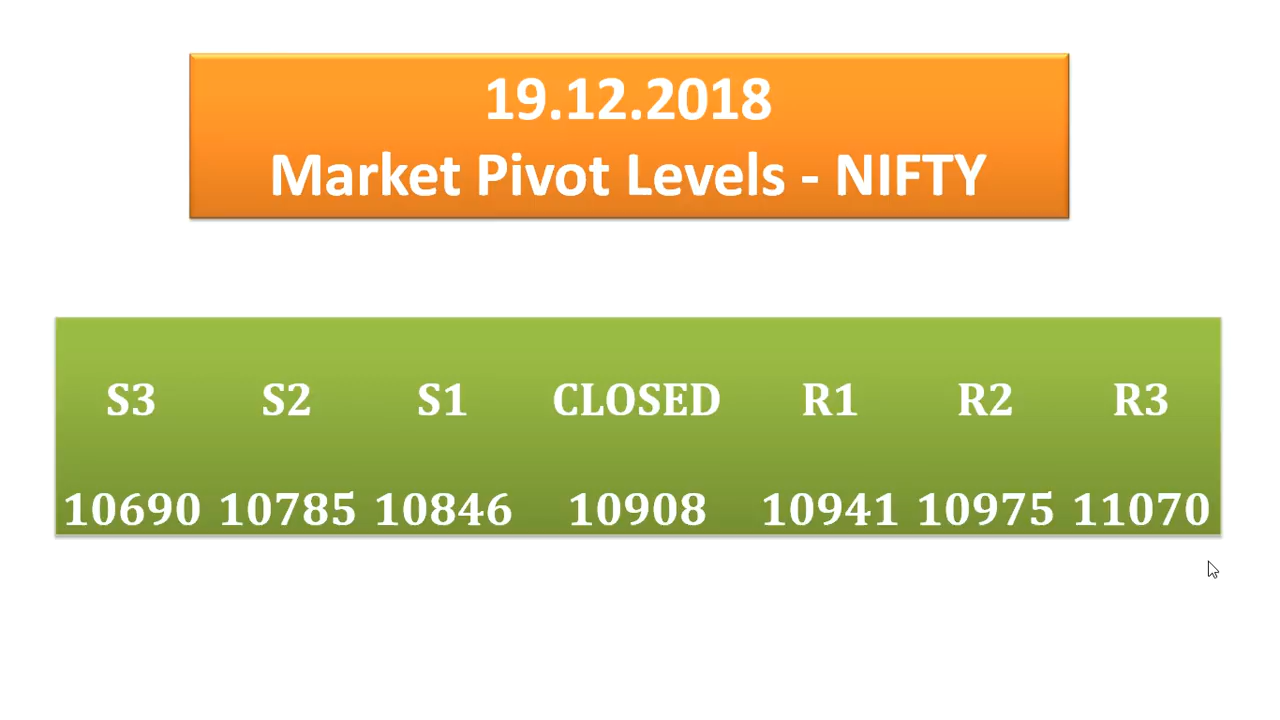 19.12.2018
Market Pivot Levels - NIFTY
S3 S2 S1 CLOSED R1 R2 R3
10690 10785 10846 10908 10941 10975 11070